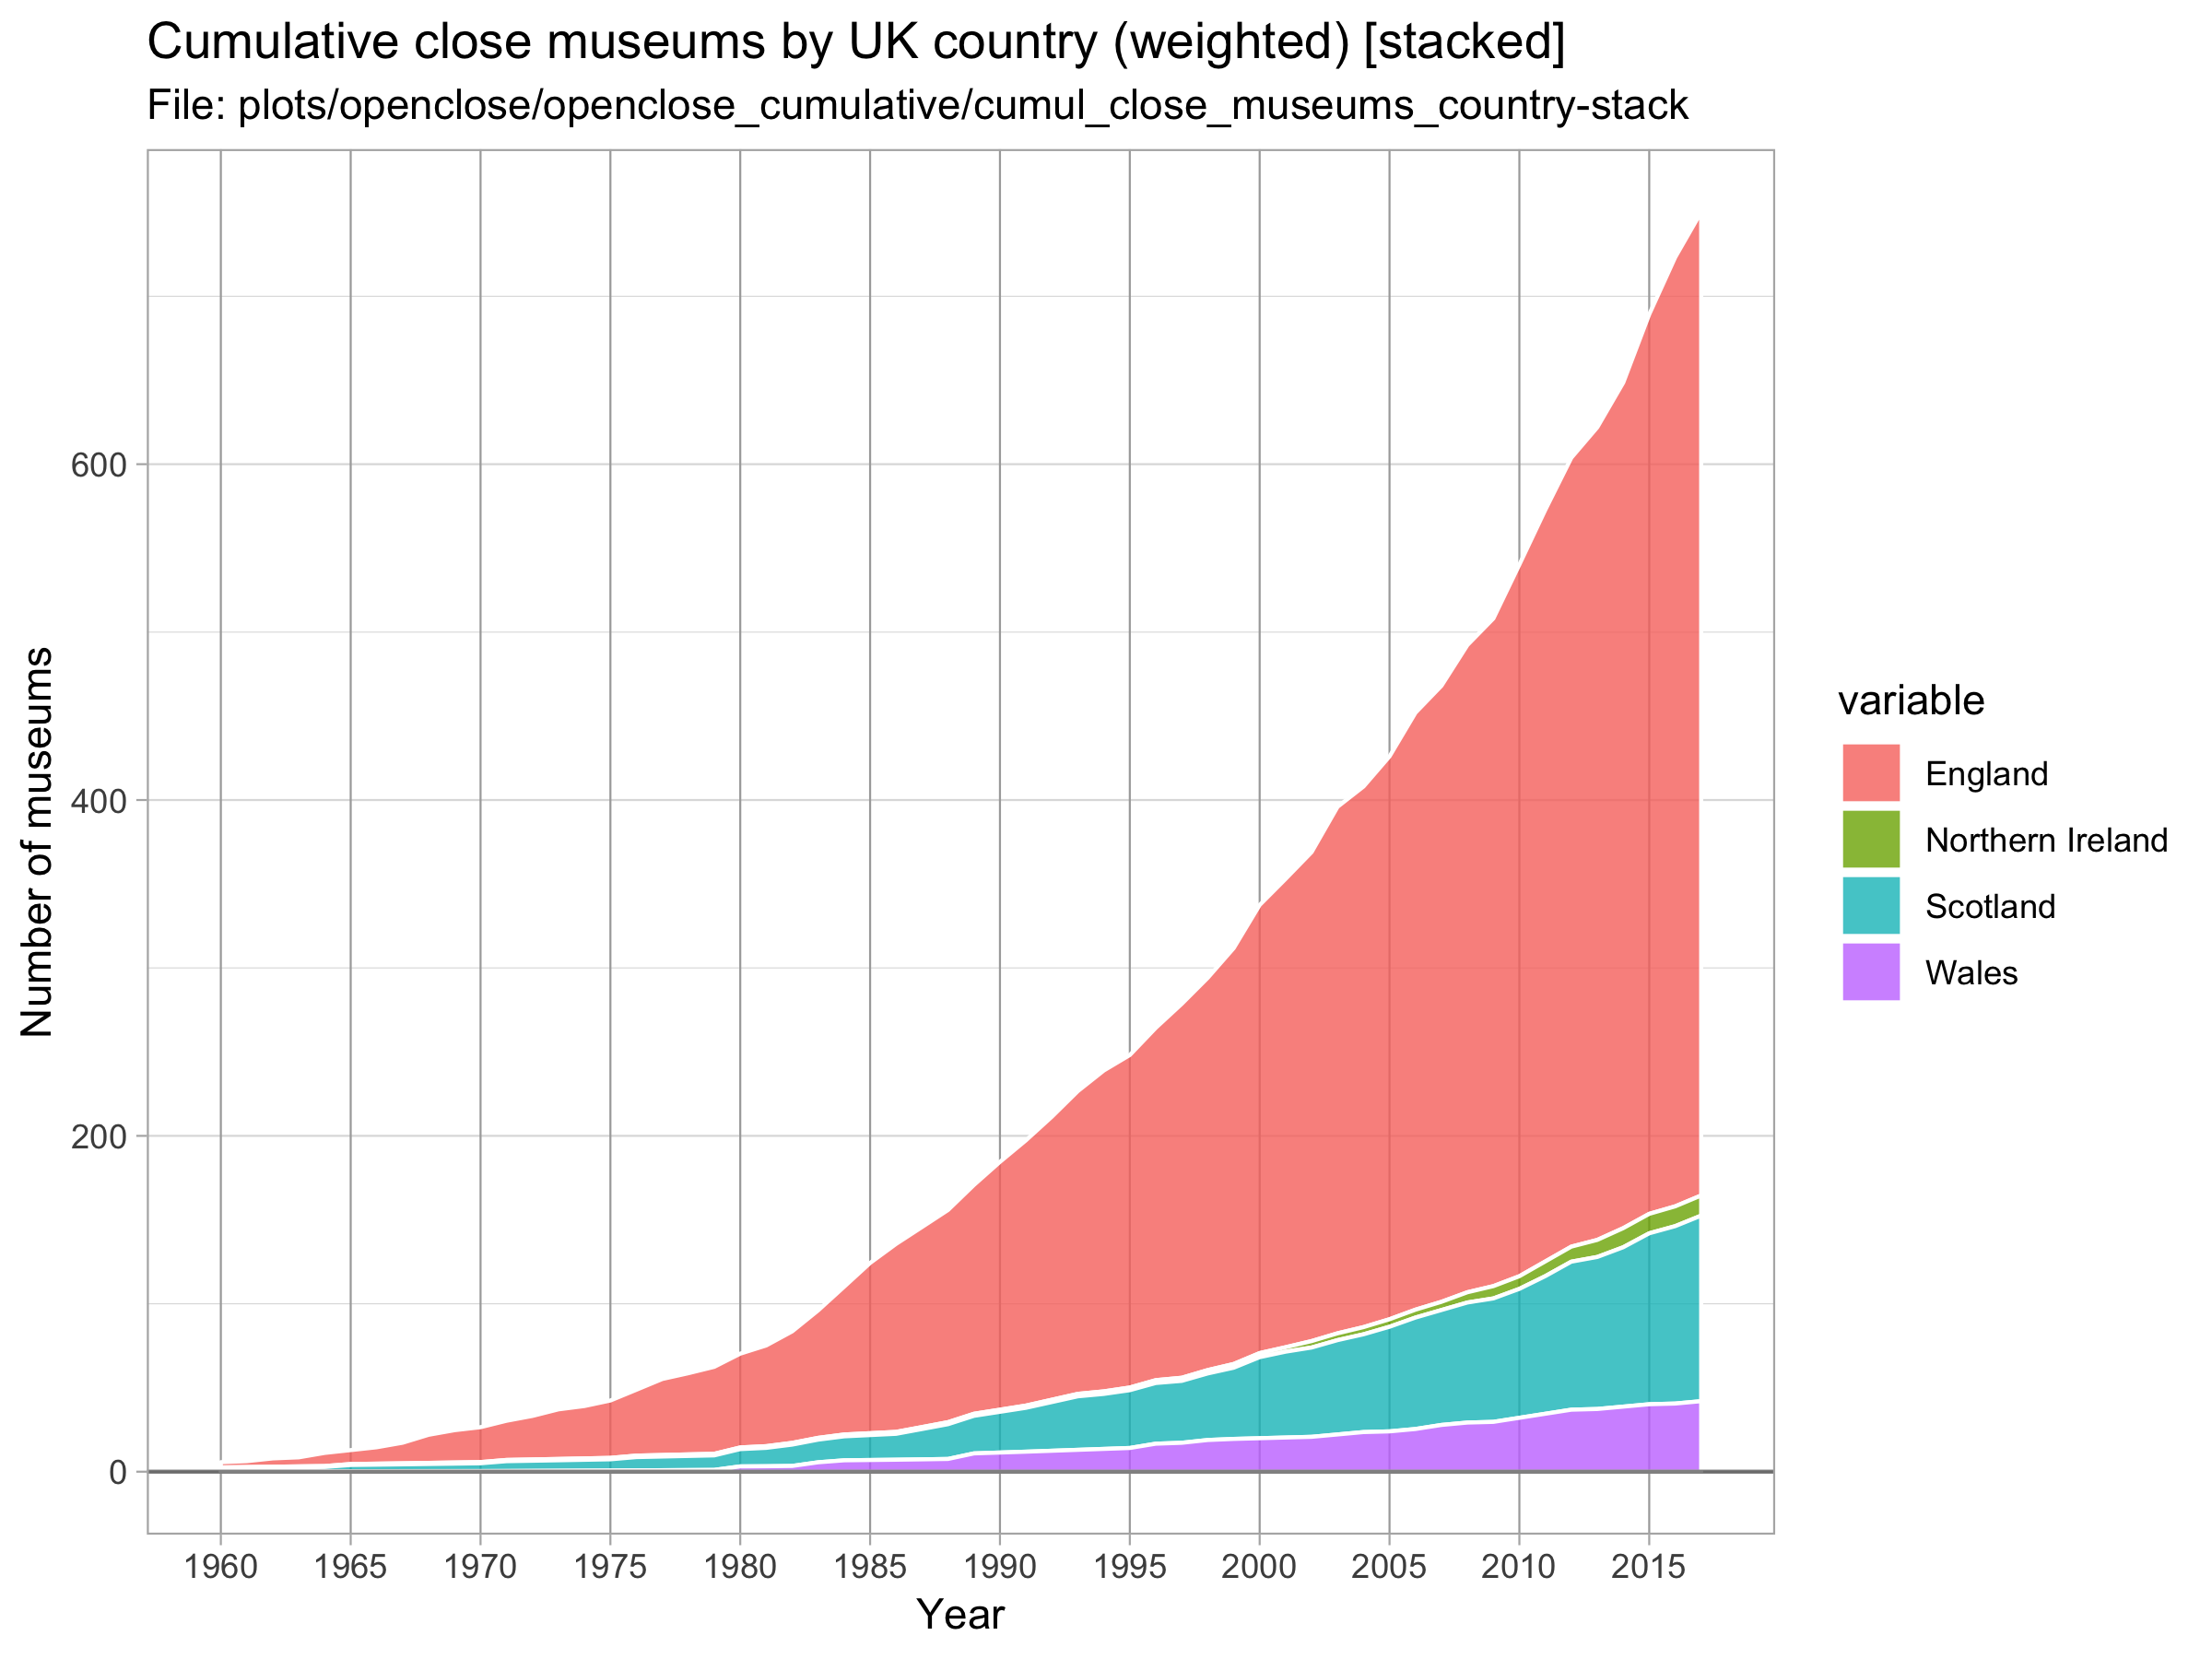 Cumulative close museums by UK country (weighted) [stacked]
File: plots/openclose/openclose_cumulative/cumul_close_museums_country-stack
Number of museums
600
400
200
0
1960 1965 1970 1975 1980 1985 1990 1995 2000 2005 2010 2015
Year
variable
England
Northern Ireland
Scotland
Wales